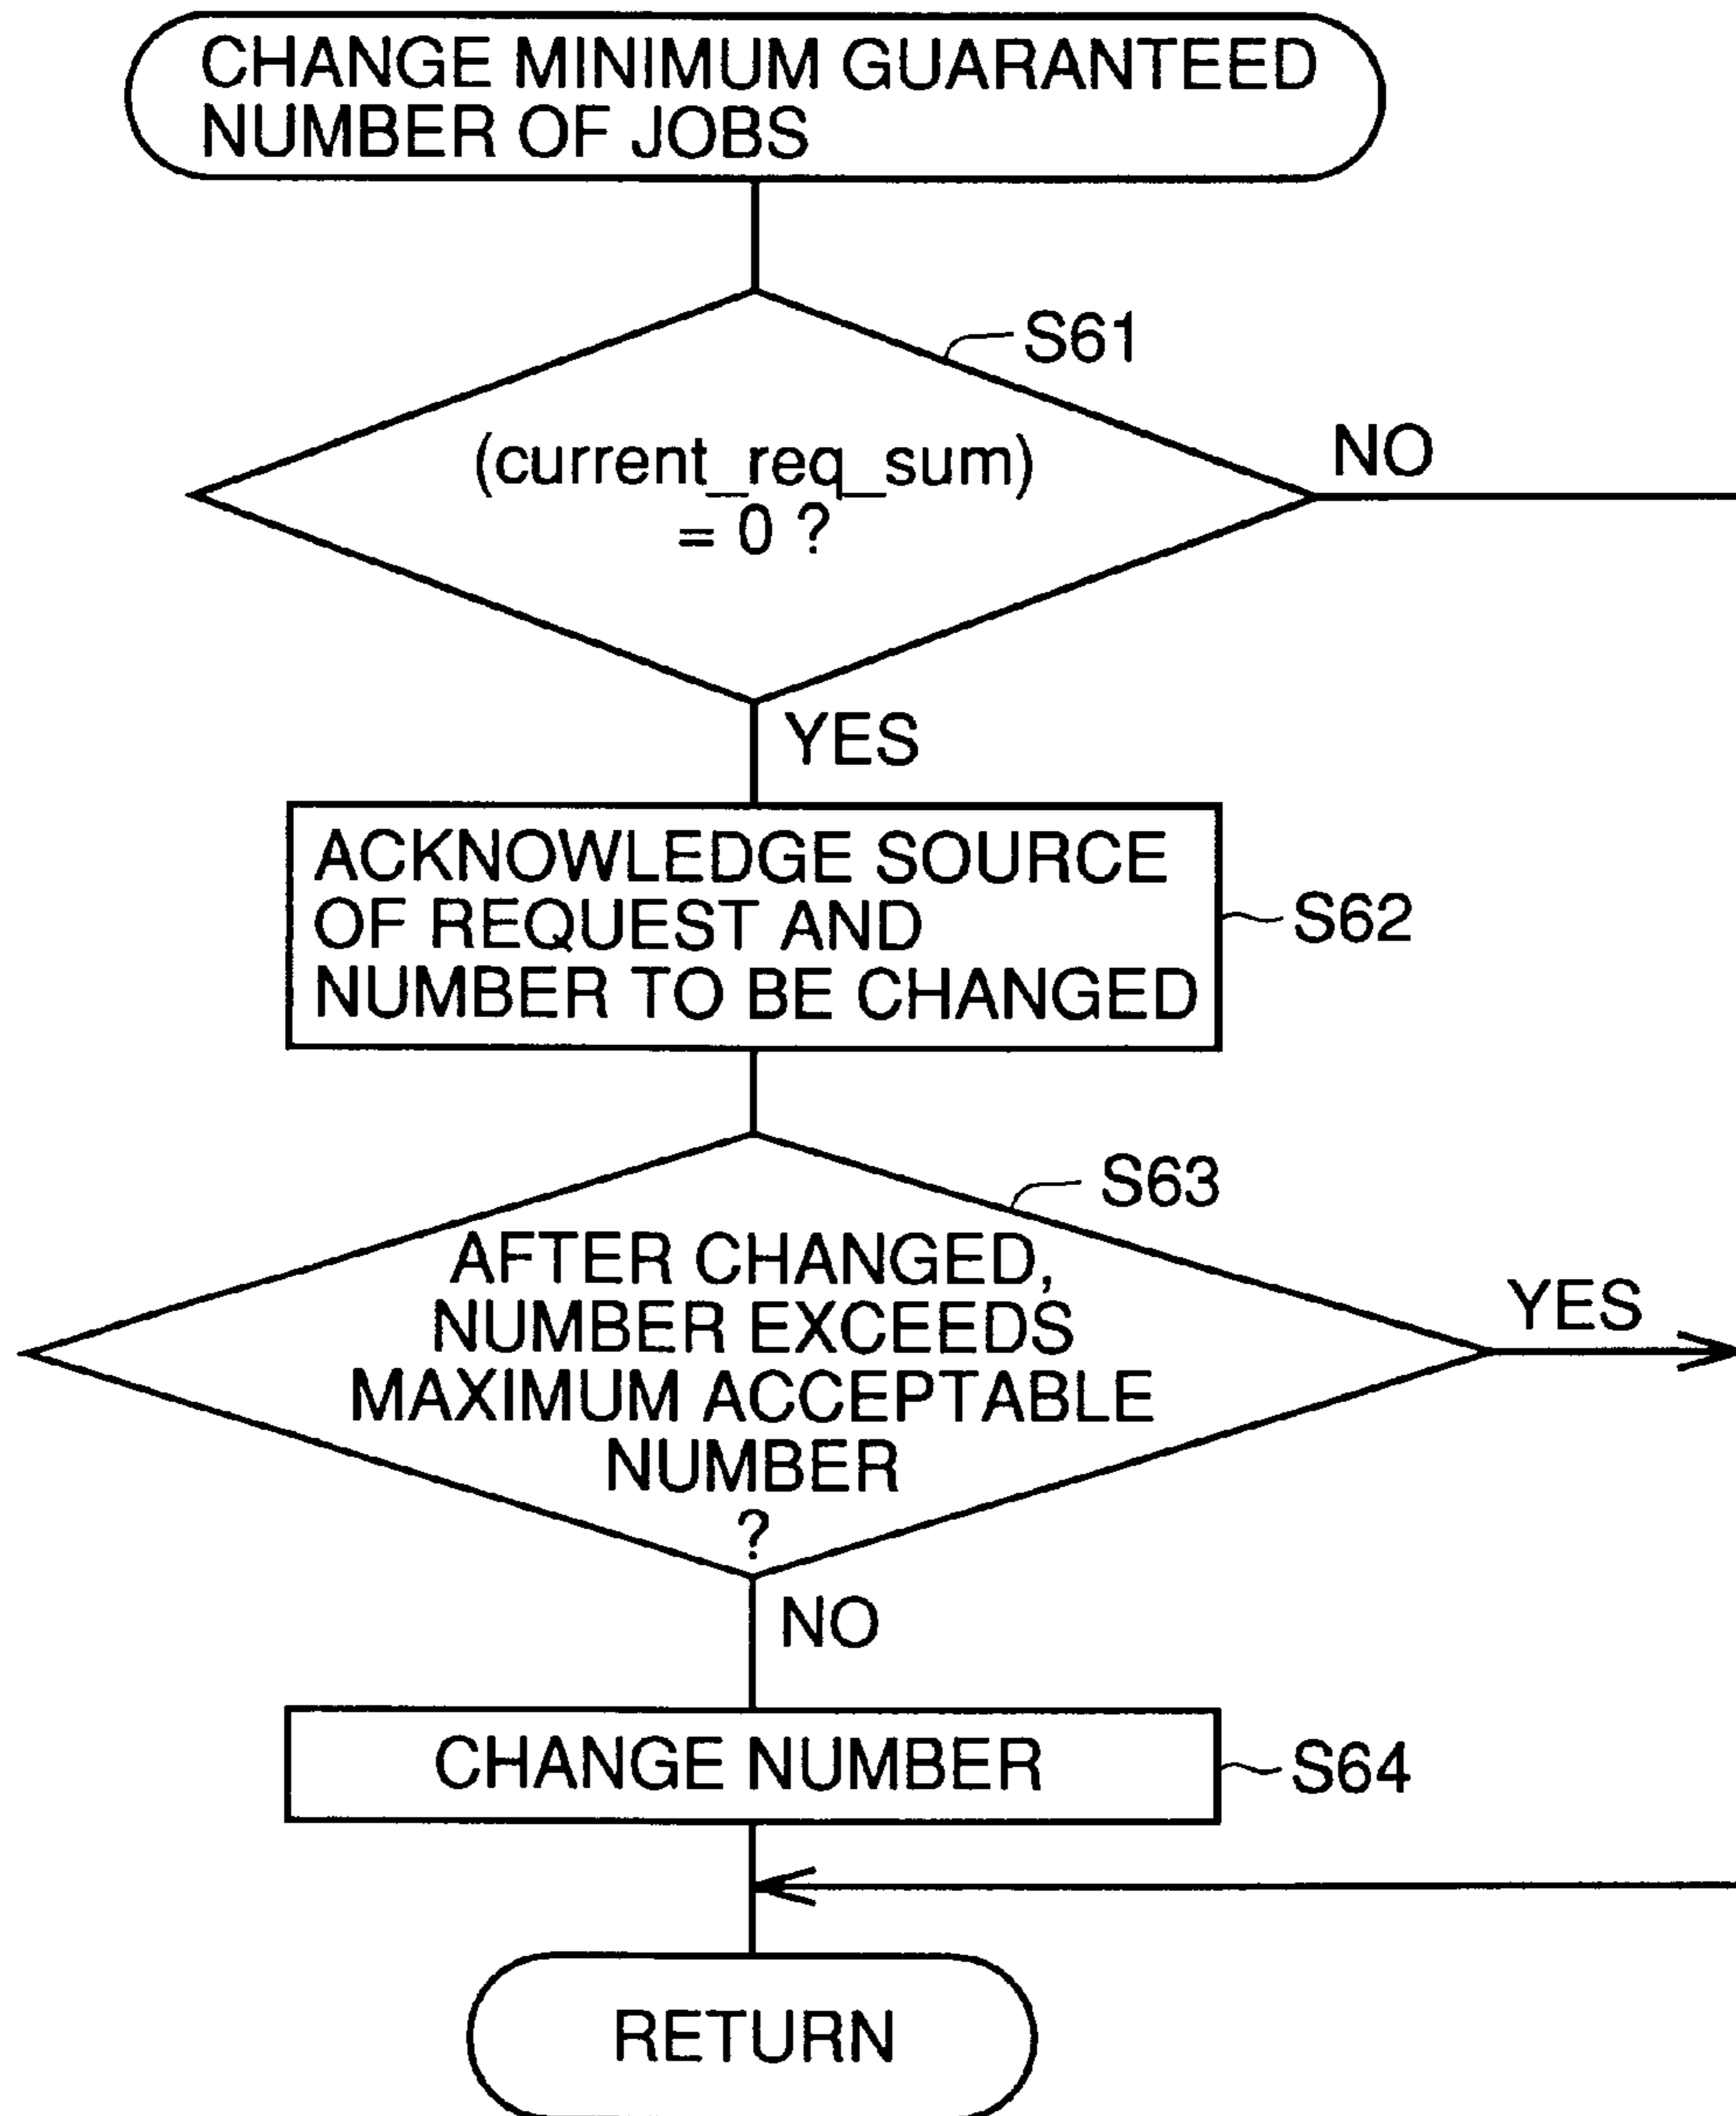 CHANGE MINIMUM GUARANTEED
NUMBER OF JOBS
S61
(current_req_sum)
= 0 ?
NO
YES
ACKNOWLEDGE SOURCE
OF REQUEST AND
NUMBER TO BE CHANGED
S62
S63
AFTER CHANGED,
NUMBER EXCEEDS
MAXIMUM ACCEPTABLE
NUMBER
?
YES
NO
CHANGE NUMBER
S64
RETURN